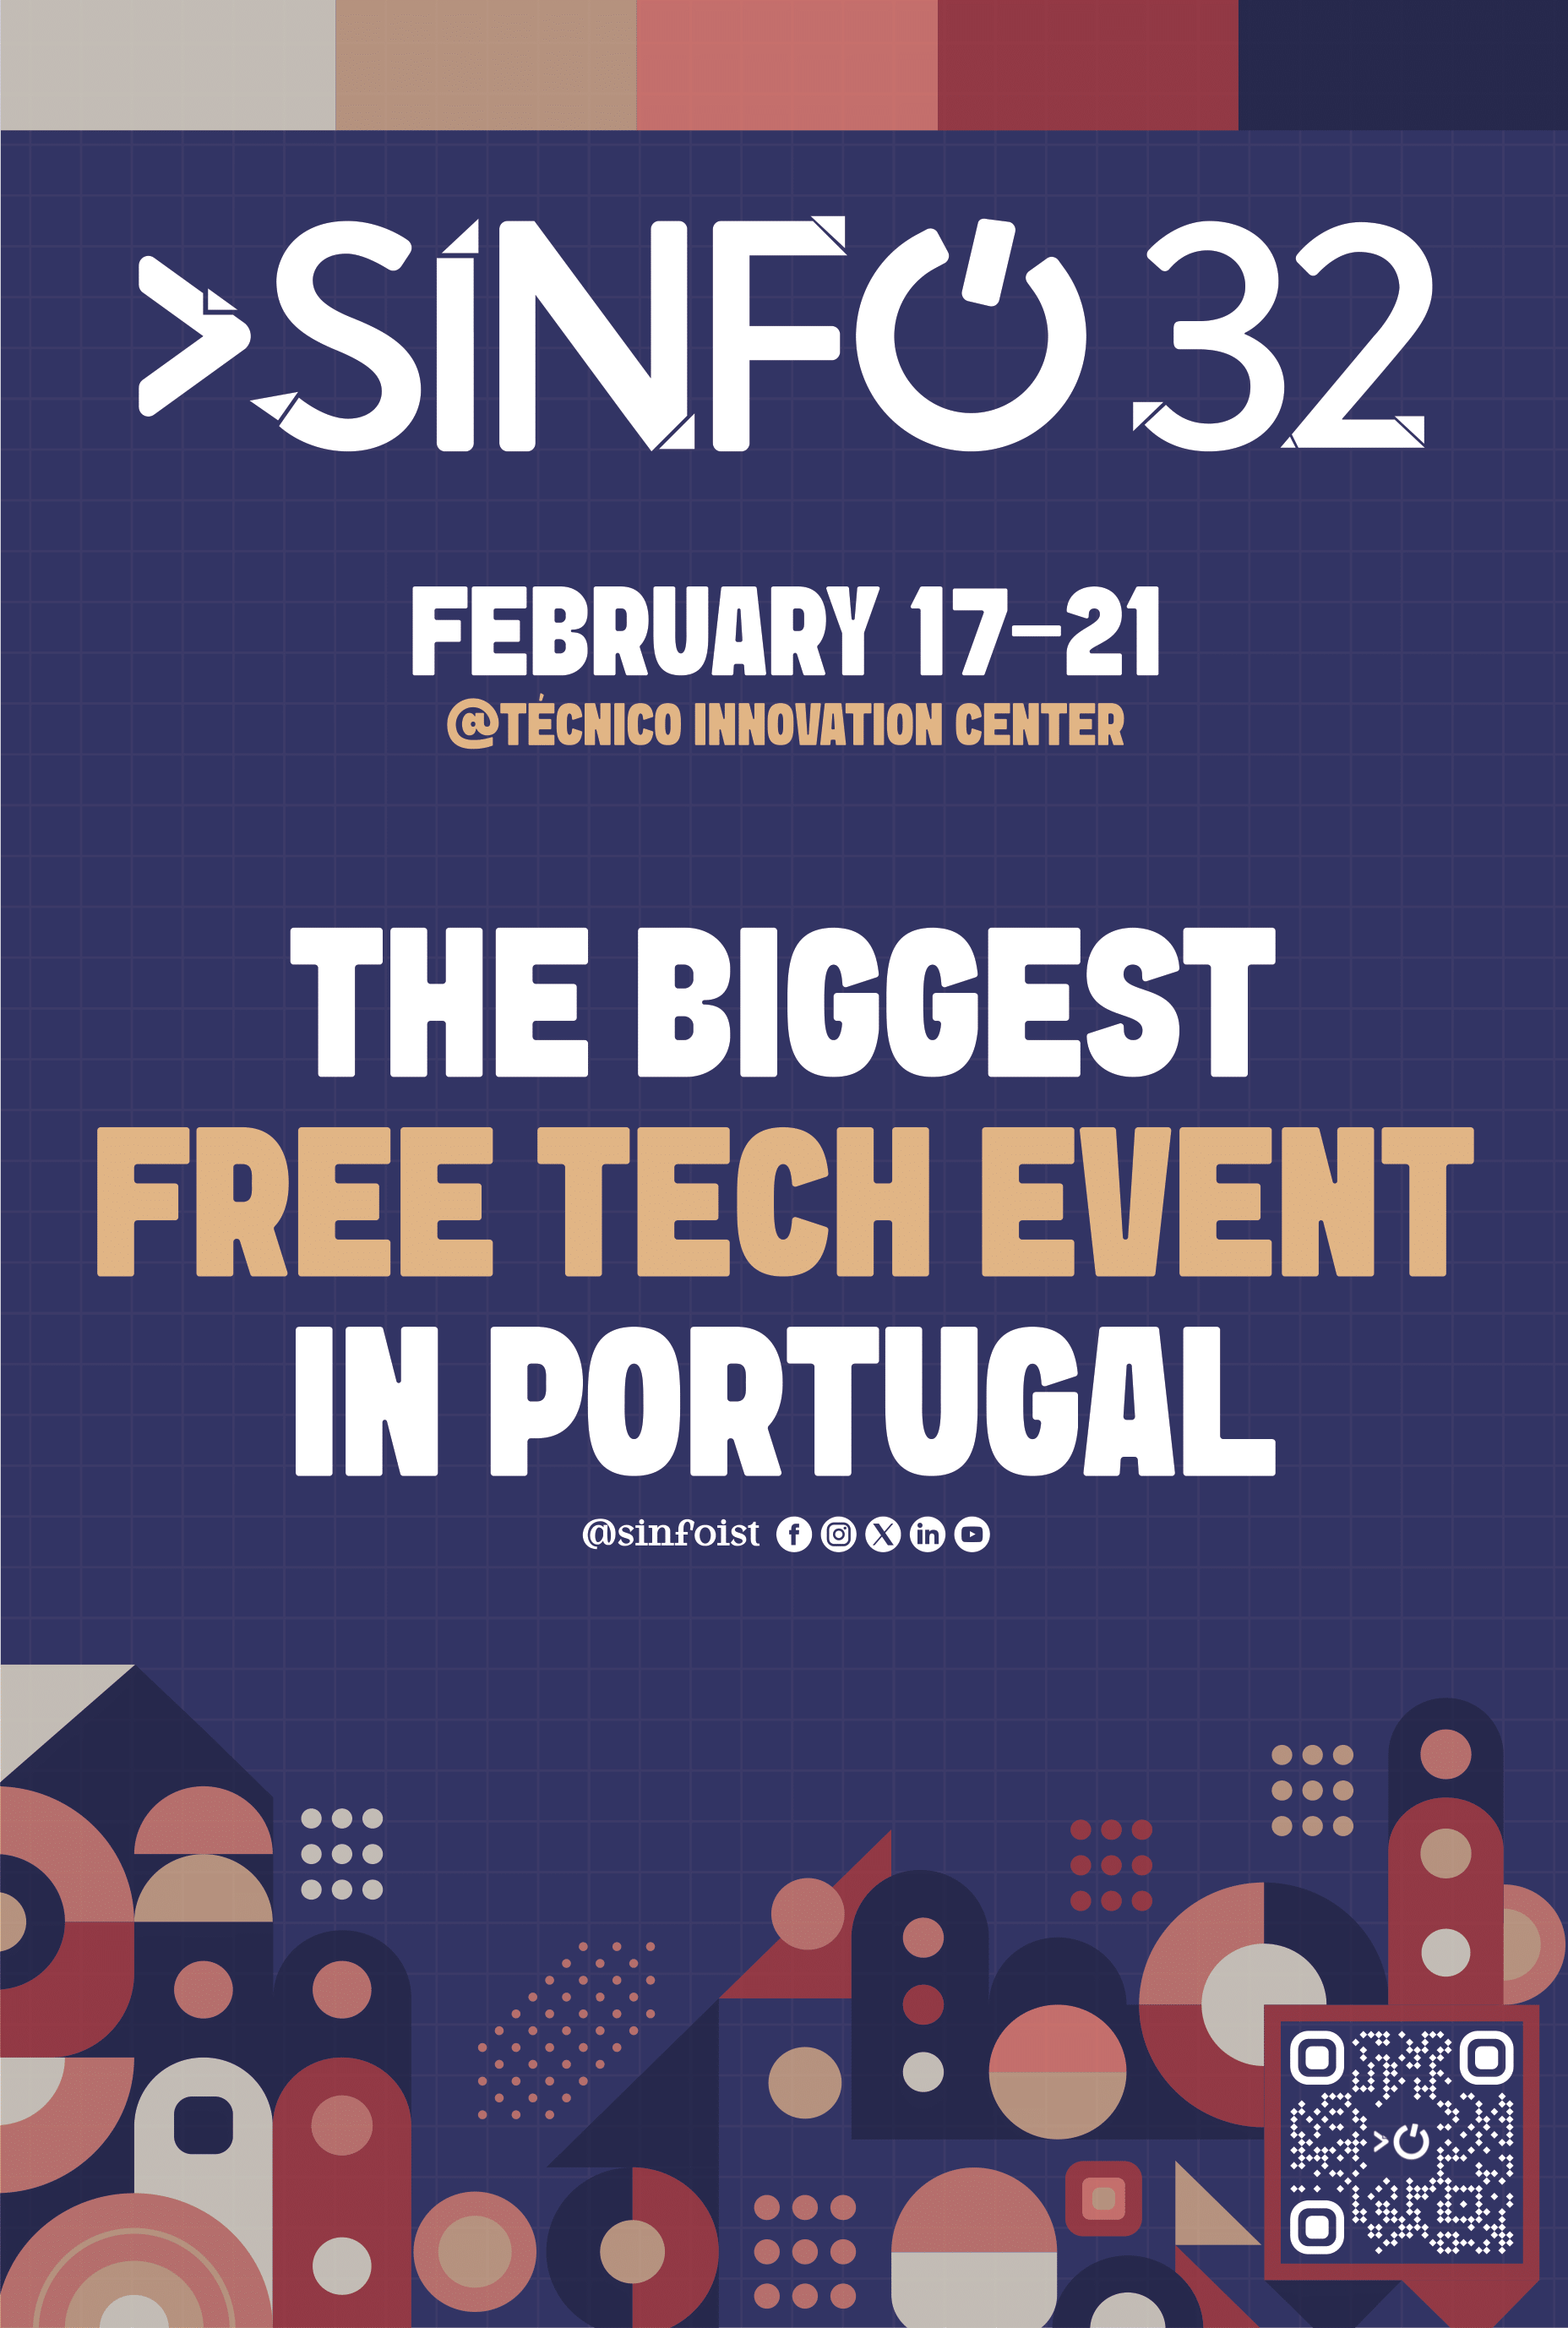 >SINFO 32
FEBRUARY 17–21
@TÉCNICO INNOVATION CENTER
THE BIGGEST
FREE TECH EVENT
IN PORTUGAL
@sinfoist